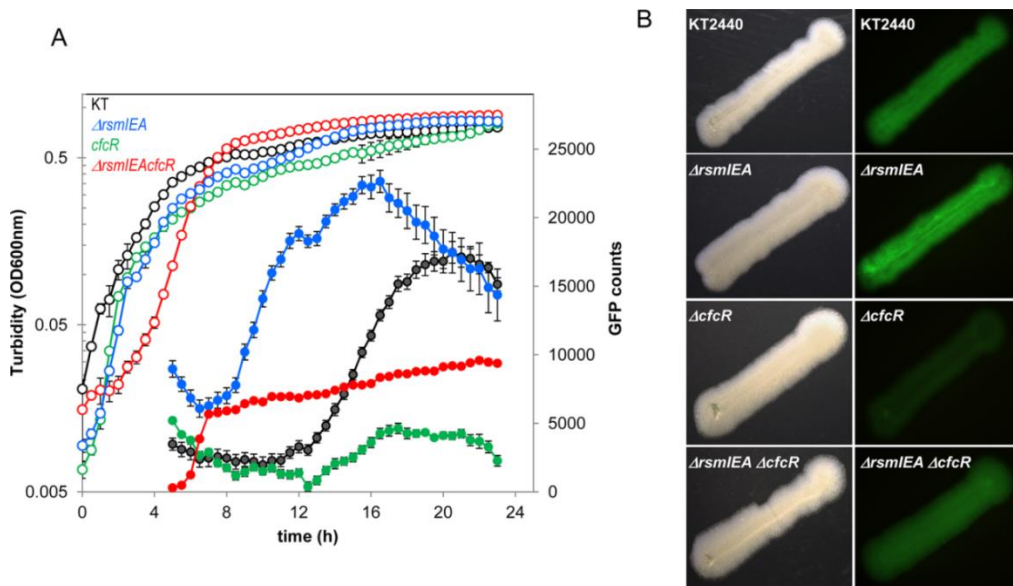 A
KT
ΔrsmIEA
cfcR
ΔrsmIEAcfcR
0.5
0.05
0.005
Turbidity (OD600nm)
0
4
8
12
16
20
24
time (h)
25000
20000
15000
10000
5000
0
GFP counts
B
KT2440
KT2440
ΔrsmIEA
ΔrsmIEA
ΔcfcR
ΔcfcR
ΔrsmIEA ΔcfcR
ΔrsmIEA ΔcfcR